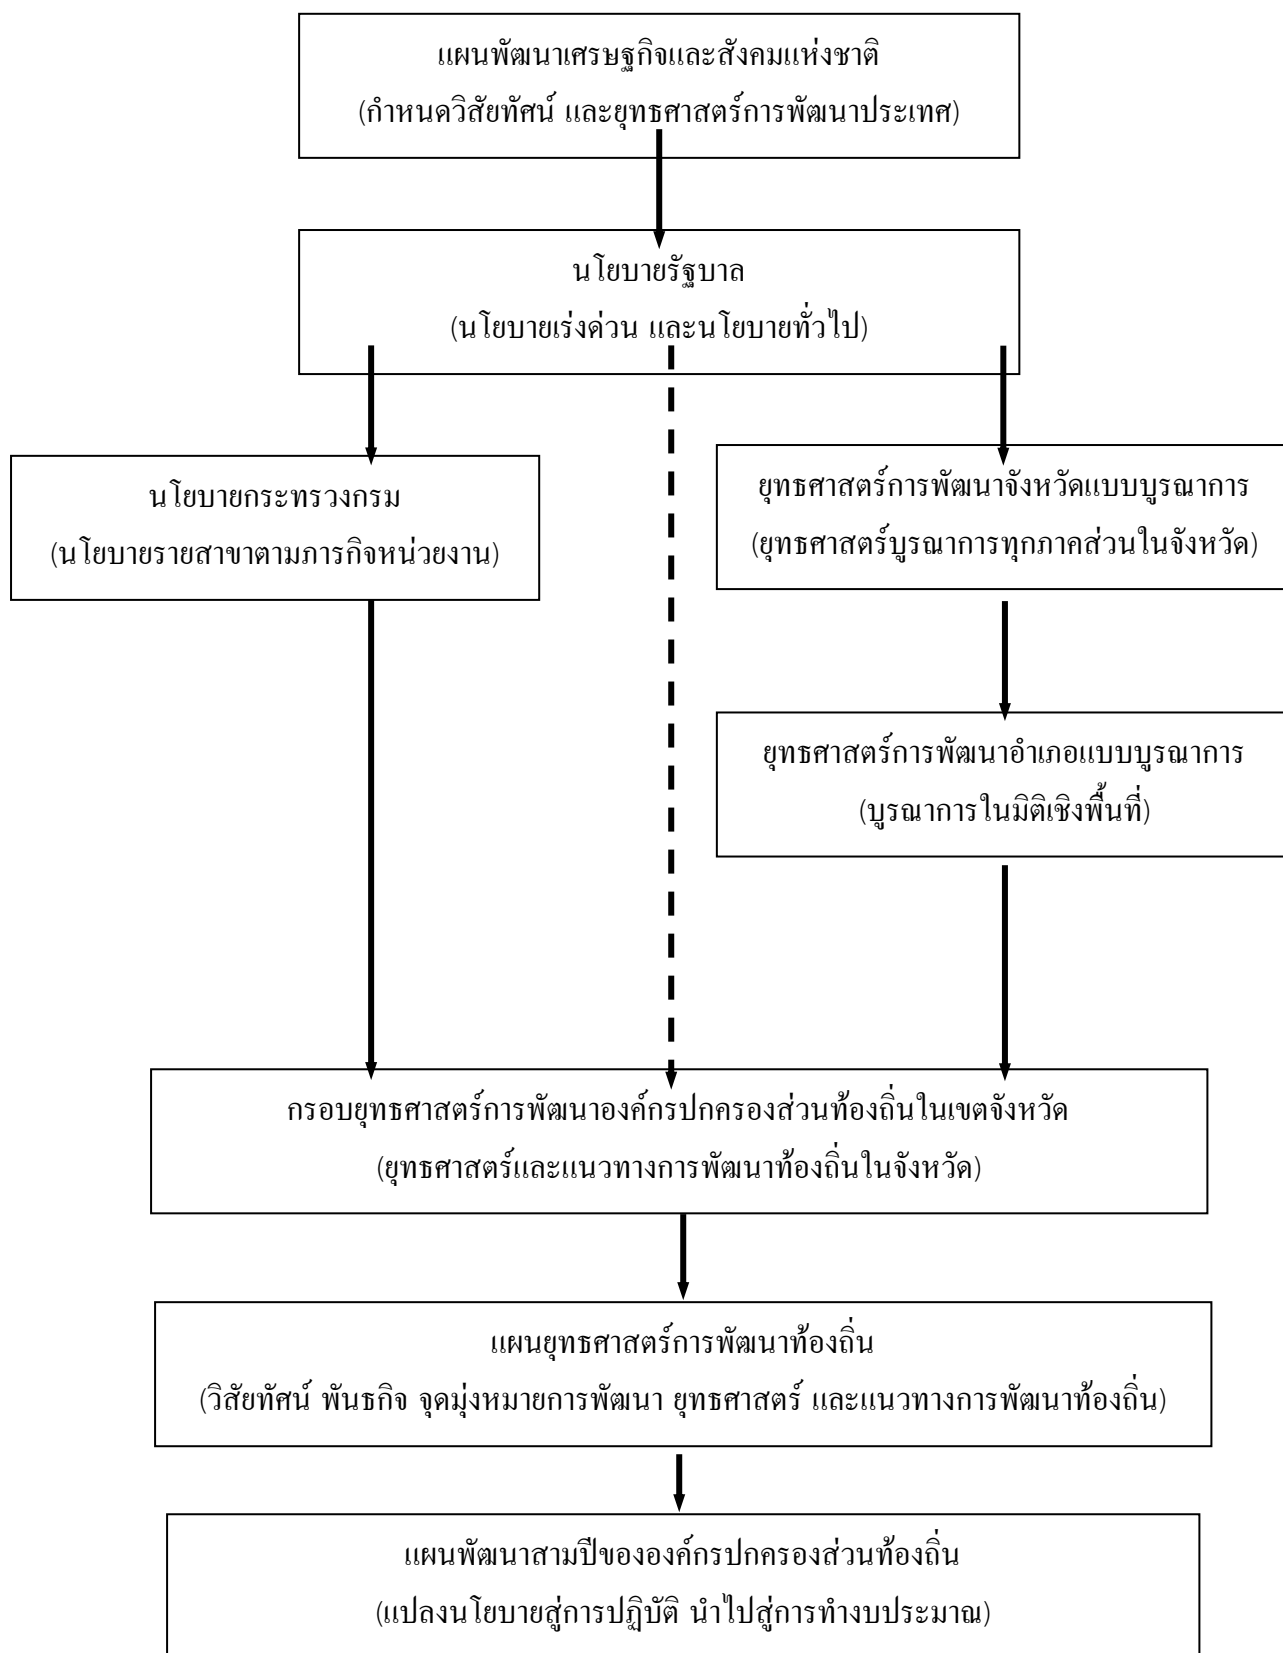 แผนพัฒนาเศรษฐกิจและสังคมแห่งชาติ
(กำหนดวิสัยทัศน์ และยุทธศาสตร์การพัฒนาประเทศ)
นโยบายรัฐบาล
(นโยบายเร่งด่วน และนโยบายทั่วไป)
นโยบายกระทรวงกรม
(นโยบายรายสาขาตามภารกิจหน่วยงาน)
ยุทธศาสตร์การพัฒนาจังหวัดแบบบูรณาการ
(ยุทธศาสตร์บูรณาการทุกภาคส่วนในจังหวัด)
ยุทธศาสตร์การพัฒนาอำเภอแบบบูรณาการ
(บูรณาการในมิติเชิงพื้นที่)
กรอบยุทธศาสตร์การพัฒนาองค์กรปกครองส่วนท้องถิ่นในเขตจังหวัด
(ยุทธศาสตร์และแนวทางการพัฒนาท้องถิ่นในจังหวัด)
แผนยุทธศาสตร์การพัฒนาท้องถิ่น
(วิสัยทัศน์ พันธกิจ จุดมุ่งหมายการพัฒนา ยุทธศาสตร์ และแนวทางการพัฒนาท้องถิ่น)
แผนพัฒนาสามปีขององค์กรปกครองส่วนท้องถิ่น
(แปลงนโยบายสู่การปฏิบัติ นำไปสู่การทำงบประมาณ)